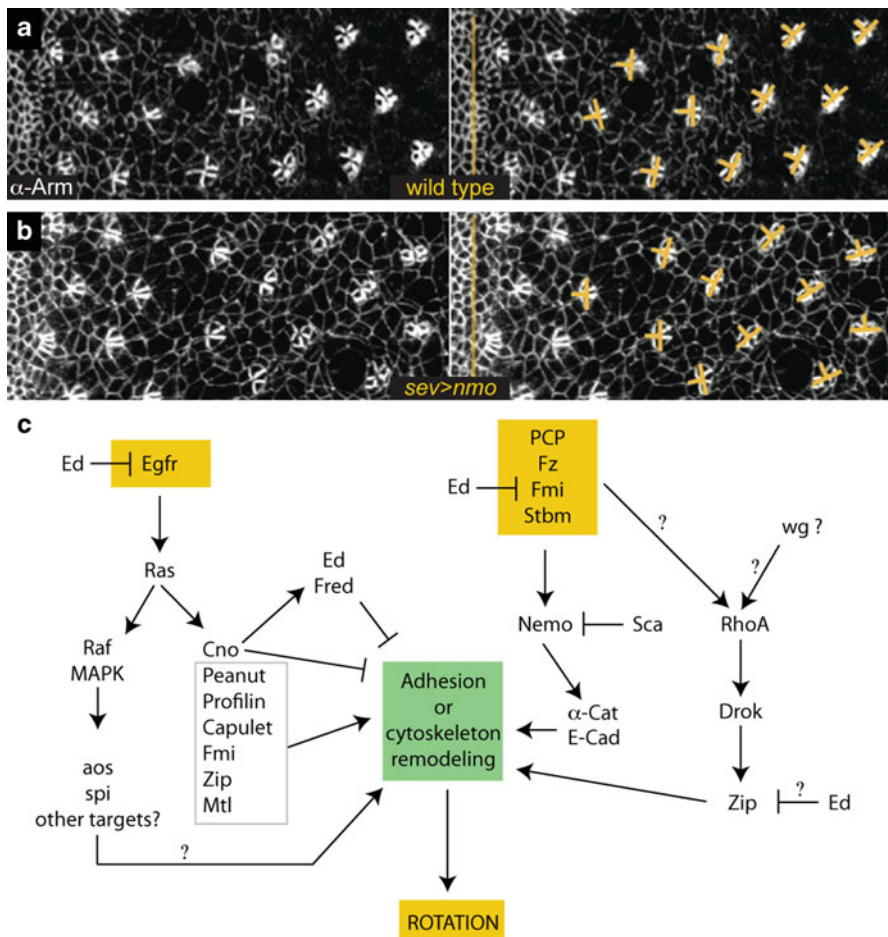 a
α-Arm
wild type
b
sev>nmo
c
Ed
Egfr
Ras
Raf
MAPK
aos
spi
other targets?
?
Cno
Peanut
Profilin
Capulet
Fmi
Zip
Mtl
Ed
Fred
Adhesion
or
cytoskeleton
remodeling
ROTATION
PCP
Fz
Fmi
Stbm
Ed
Nemo
Sca
α-Cat
E-Cad
?
wg ?
?
RhoA
Drok
Zip
?
Ed